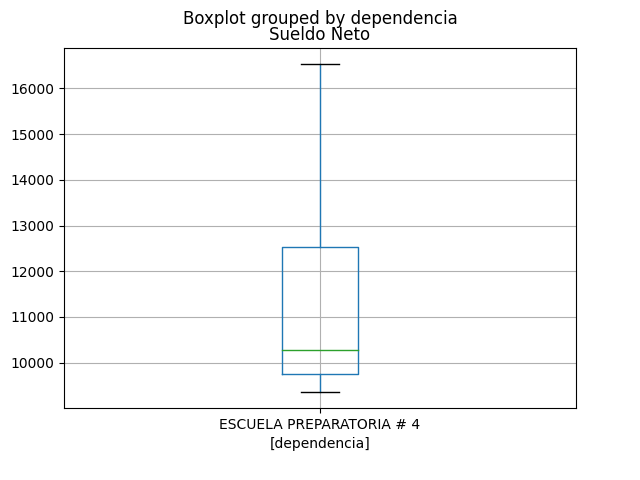 Boxplot grouped by dependencia
Sueldo Neto
16000
15000
14000
13000
12000
11000
10000
ESCUELA PREPARATORIA # 4
[dependencia]